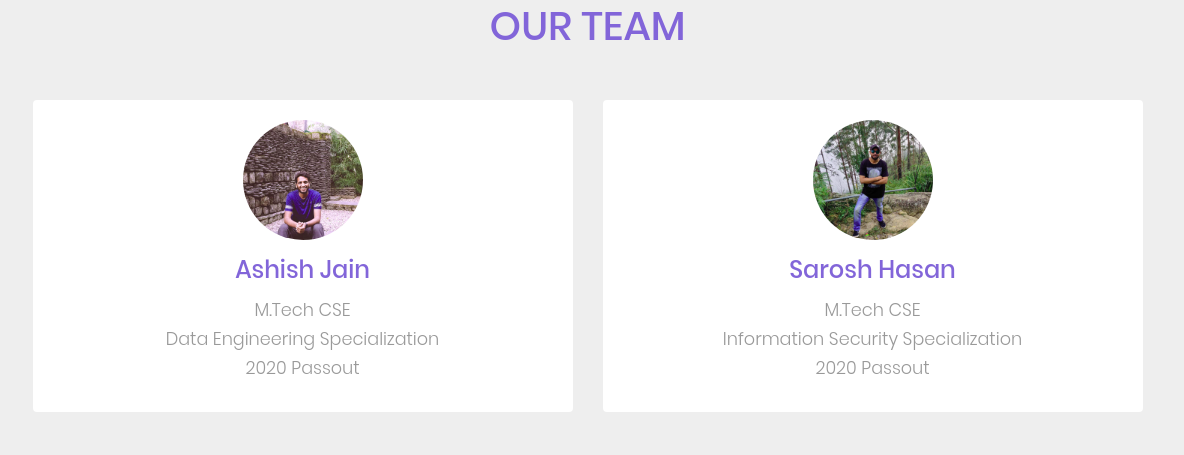 OUR TEAM
Ashish Jain
M.Tech CSE
Data Engineering Specialization
2020 Passout
Sarosh Hasan
M.Tech CSE
Information Security Specialization
2020 Passout